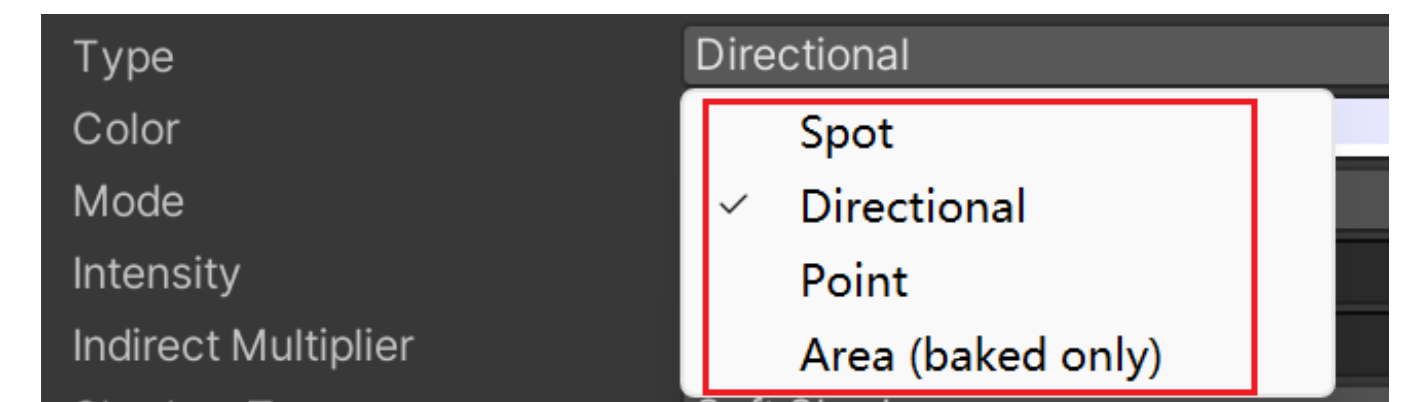 Type Directional
Color Spot
Mode Directional
Intensity Point
Indirect Multiplier Area (baked only)